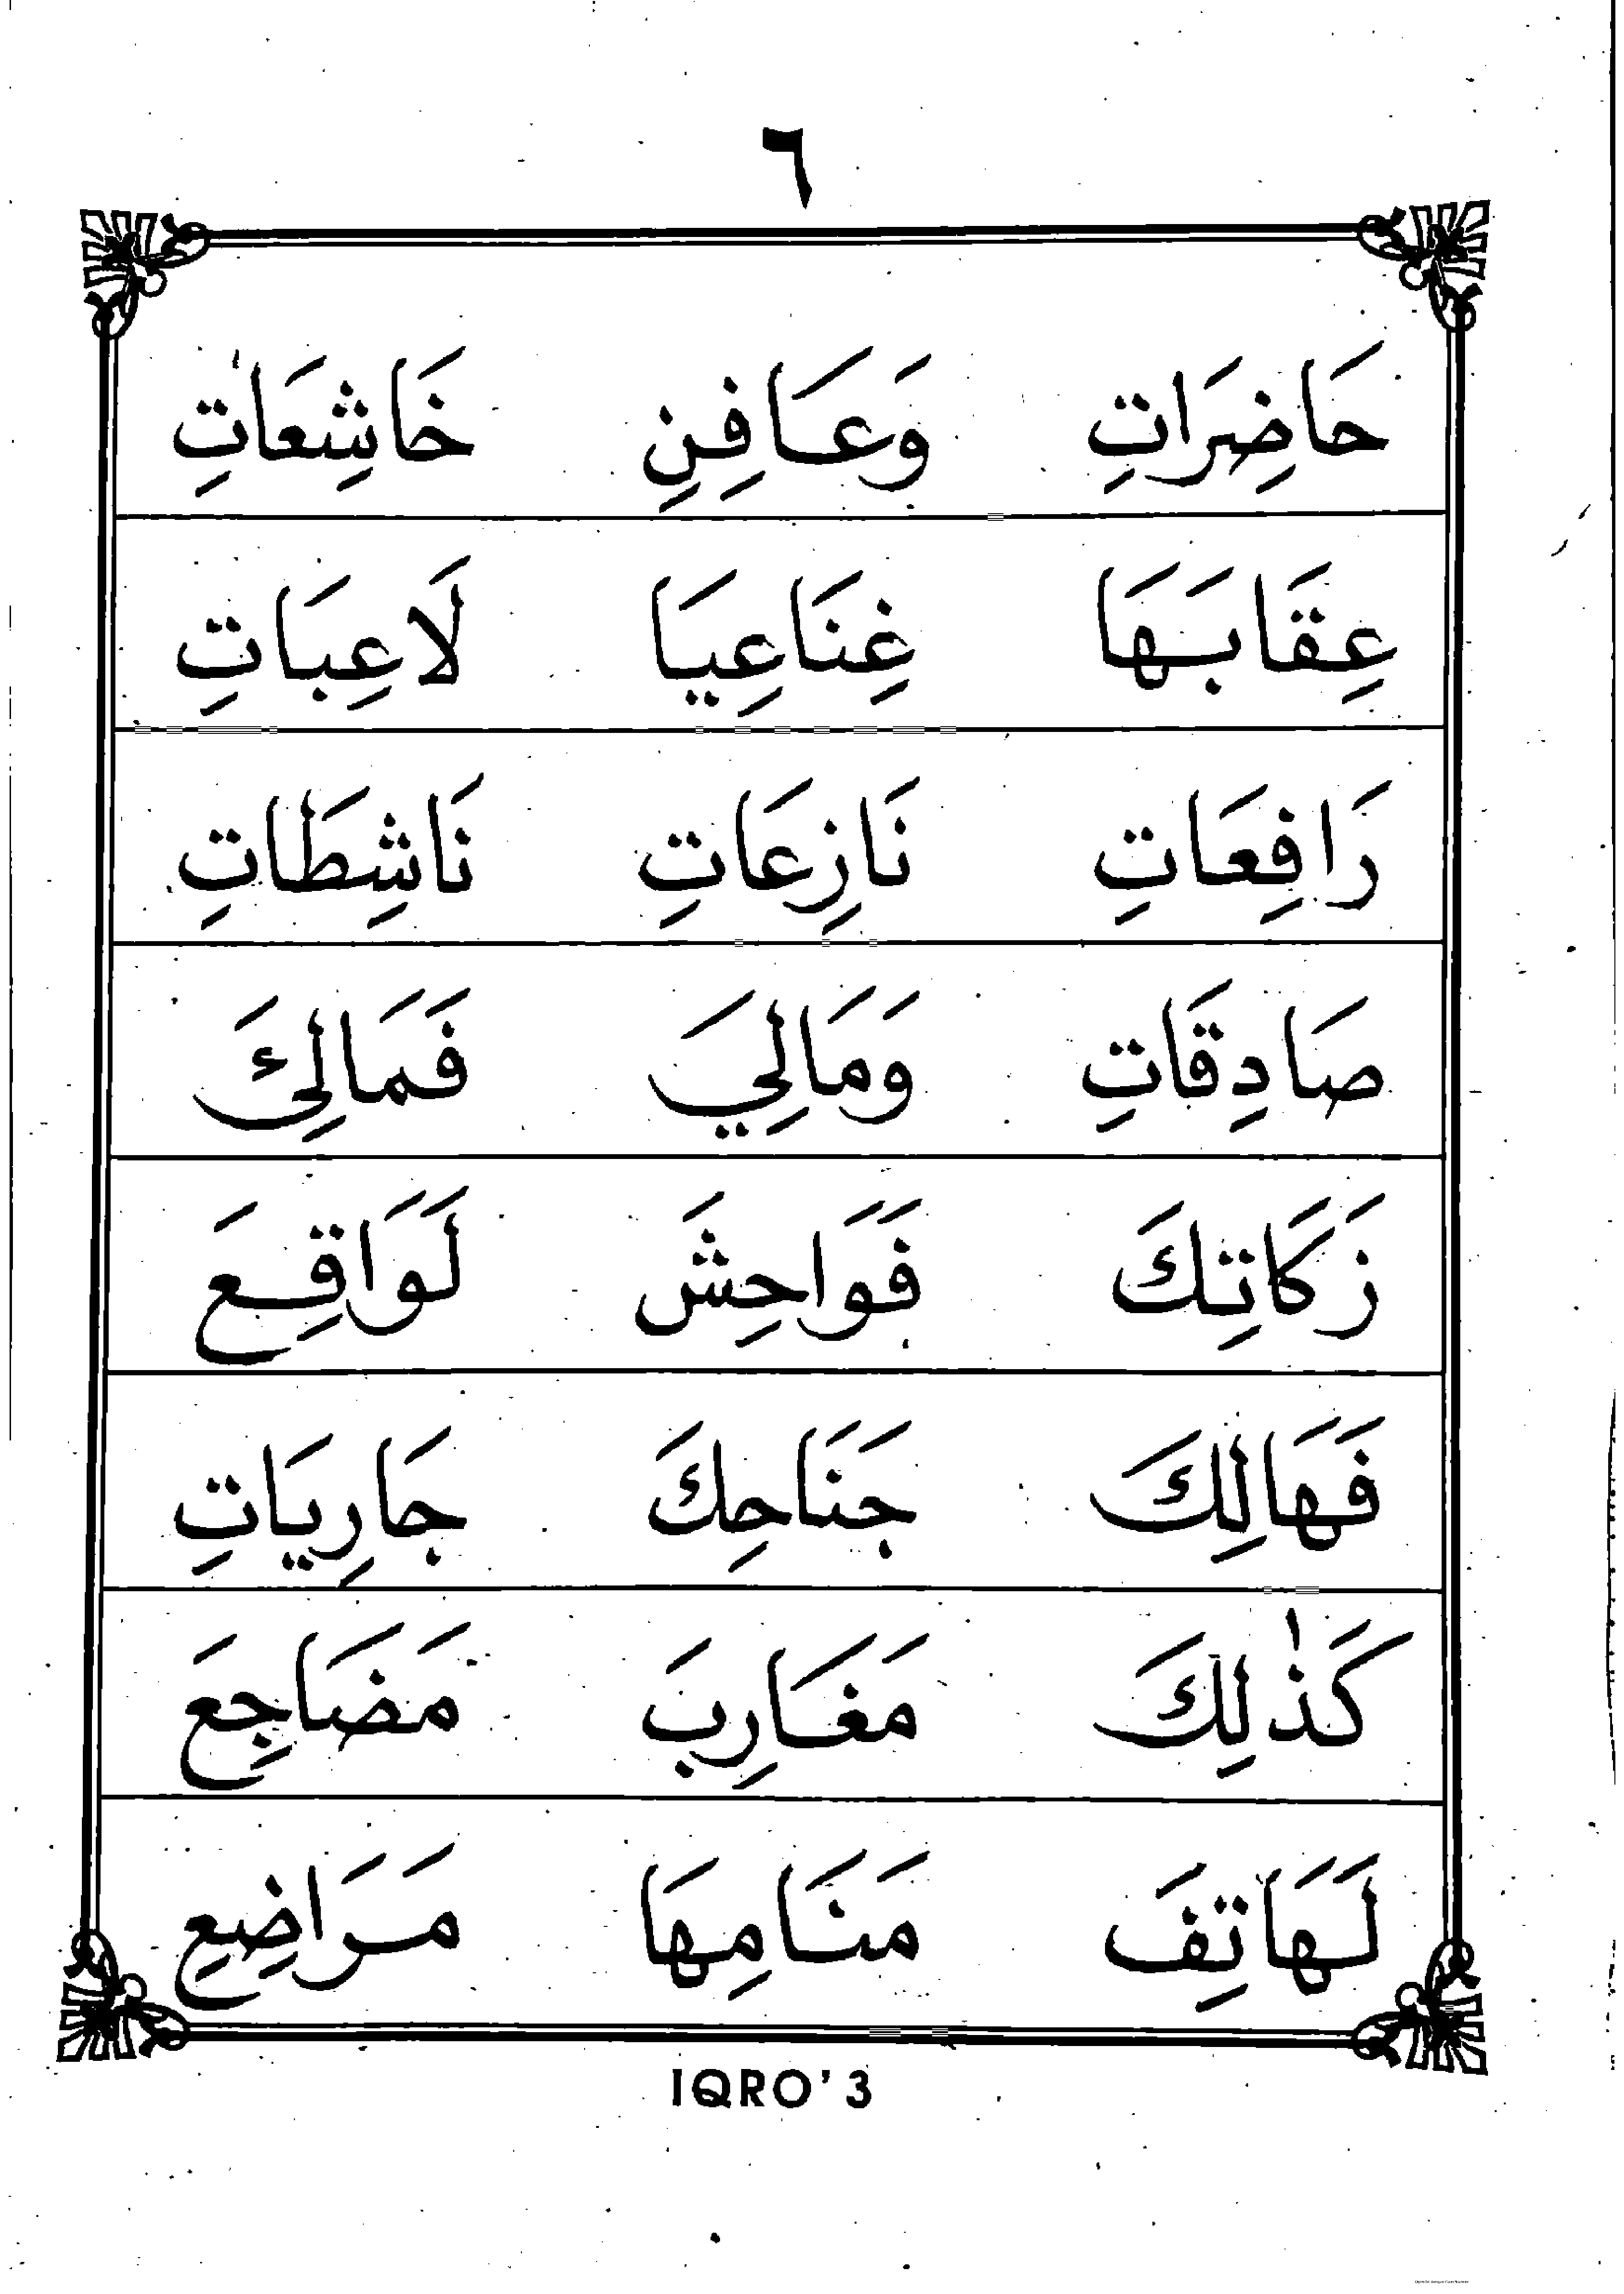 ٦
حَاضِرَاتِ وَعَافِنِ خَاشِعَاتِ
عِقَابَهَا غِنَاعِيَا لَاعِبَاتِ
رَافِعَاتِ نَازِعَاتِ نَاشِطَاتِ
صَادِقَاتِ وَمَالِيَ فَمَالِئَ
زَكَاتِكَ فَوَاحِشَ لَوَاقِعَ
فَهَالِكَ جَنَاحِكَ جَارِيَاتِ
كَذٰلِكَ مَغَارِبَ مَضَاجِعَ
لَهَاتِفَ مَنَامِهَا مَرَاضِعِ
IQRO’3